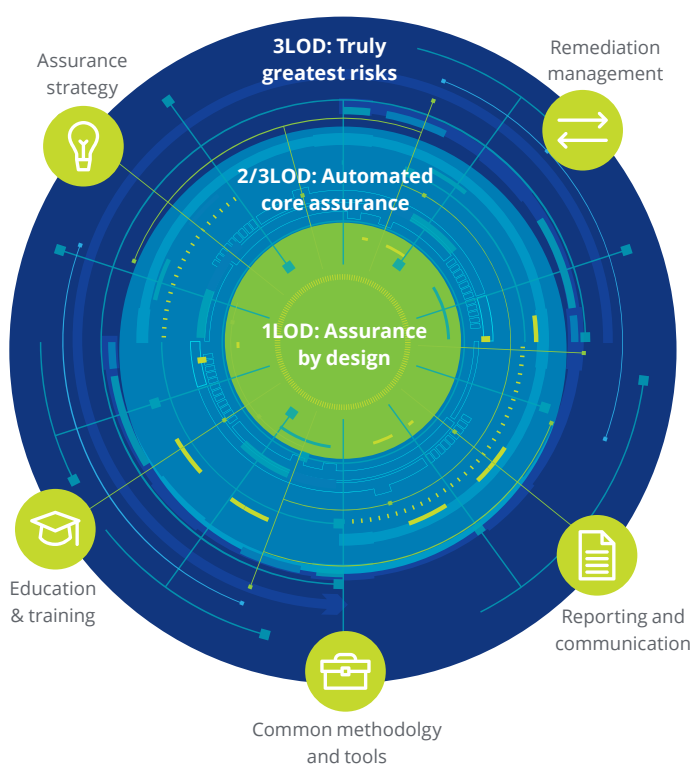 3LOD: Truly
greatest risks
Assurance
strategy
Remediation
management
2/3LOD: Automated
core assurance
1LOD: Assurance
by design
Education
& training
Reporting and
communication
Common methodolgy
and tools